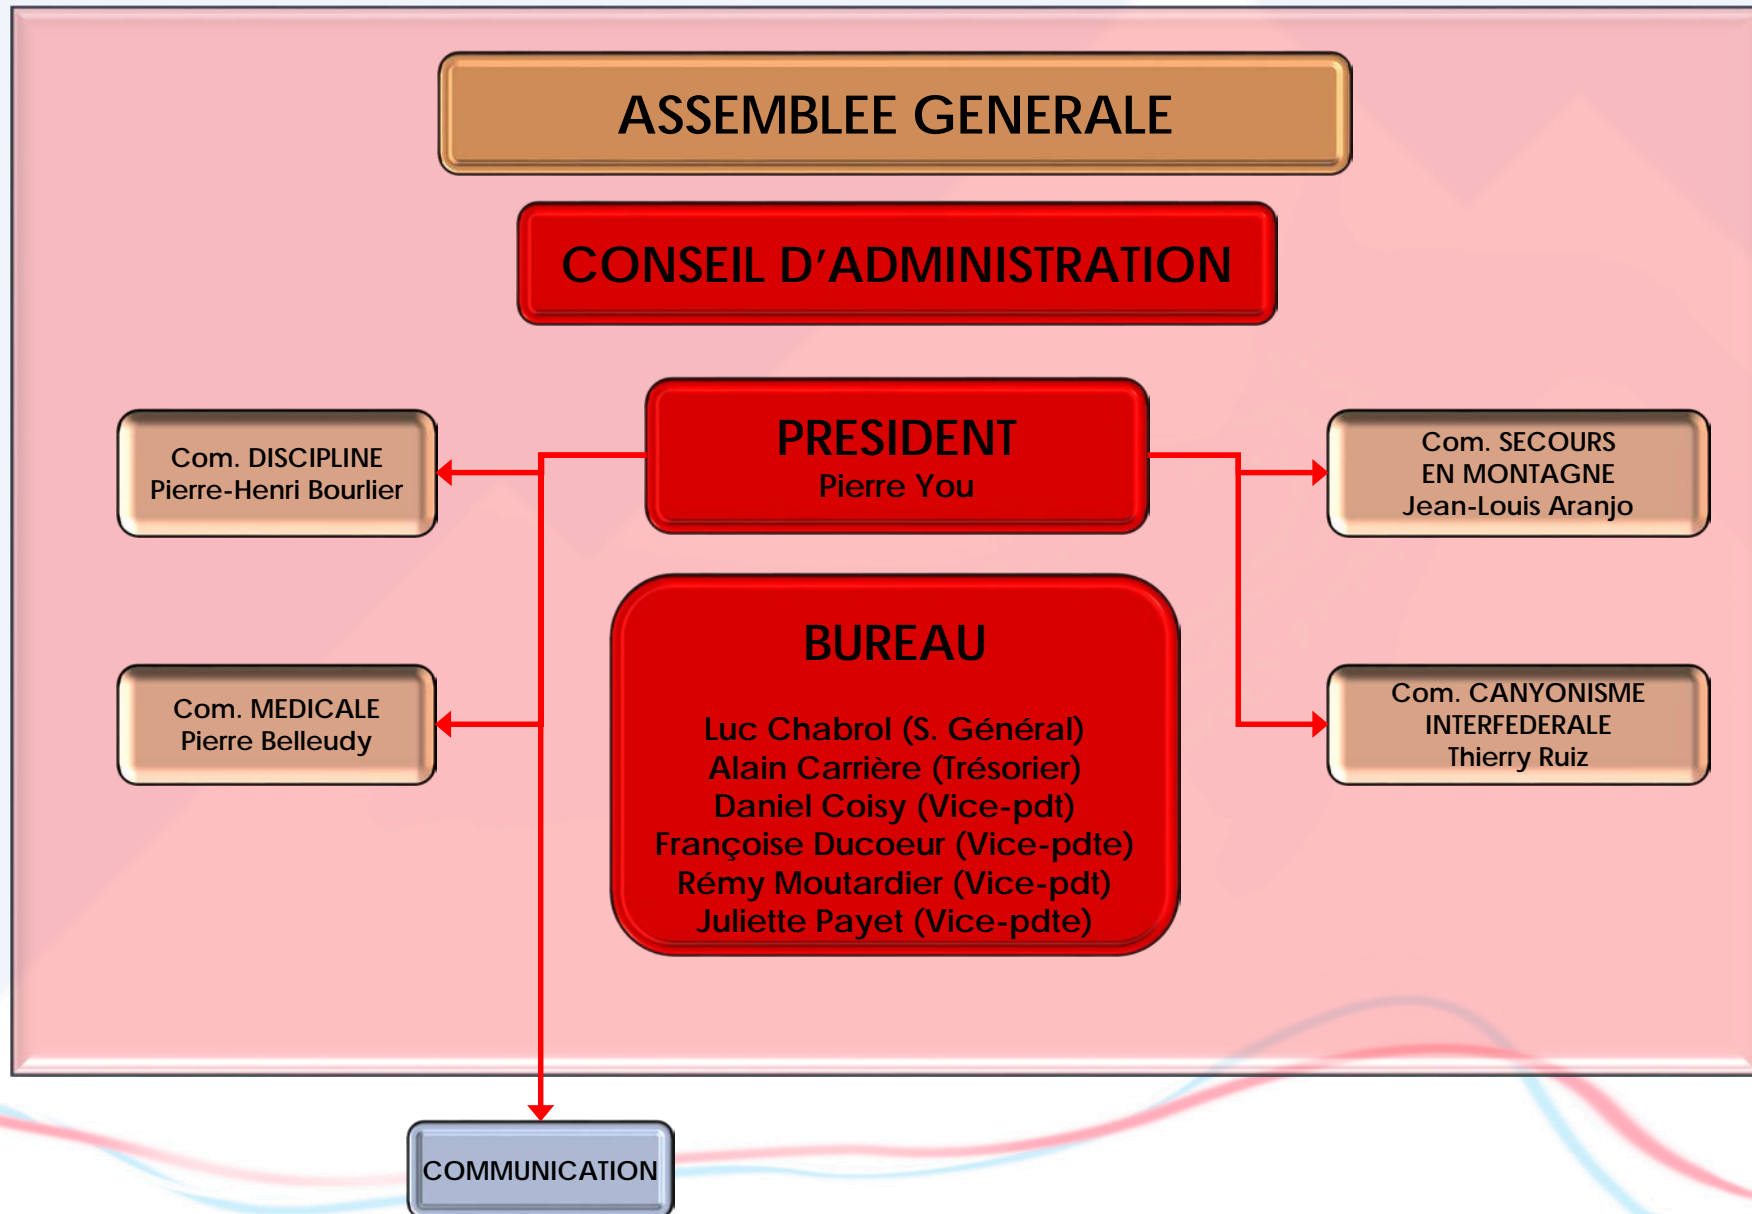 ASSEMBLEE GENERALE
CONSEIL D’ADMINISTRATION
PRESIDENT
Pierre You
Com. DISCIPLINE
Pierre-Henri Bourlier
Com. SECOURS
EN MONTAGNE
Jean-Louis Aranjo
BUREAU
Luc Chabrol (S. Général)
Alain Carrière (Trésorier)
Daniel Coisy (Vice-pdt)
Françoise Ducoeur (Vice-pdte)
Rémy Moutardier (Vice-pdt)
Juliette Payet (Vice-pdte)
Com. MEDICALE
Pierre Belleudy
Com. CANYONISME
INTERFEDERALE
Thierry Ruiz
COMMUNICATION